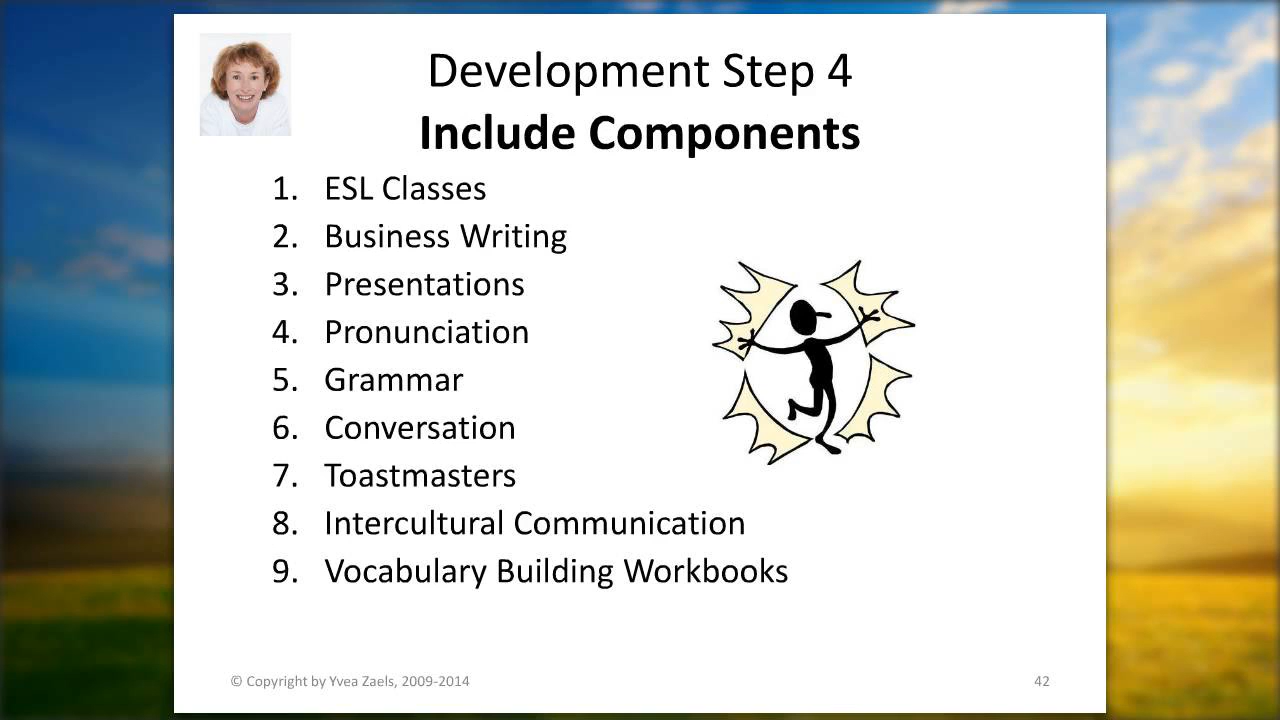 Development Step 4
Include Components
1. ESL Classes
2. Business Writing
3. Presentations
4. Pronunciation
5. Grammar
6. Conversation
7. Toastmasters
8. Intercultural Communication
9. Vocabulary Building Workbooks
© Copyright by Yvea Zaels, 2009-2014
42